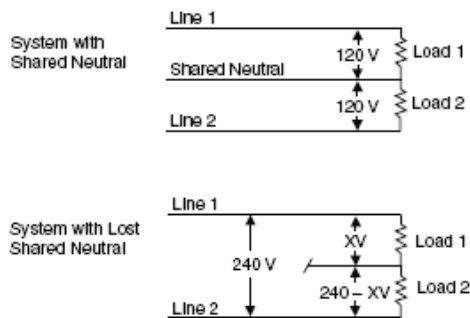 Line 1
System with
Shared Neutral
120 V
Load 1
Shared Neutral
120 V
Load 2
Line 2
Line 1
System with Lost
Shared Neutral
XV
Load 1
240 V
240 – XV
Load 2
Line 2